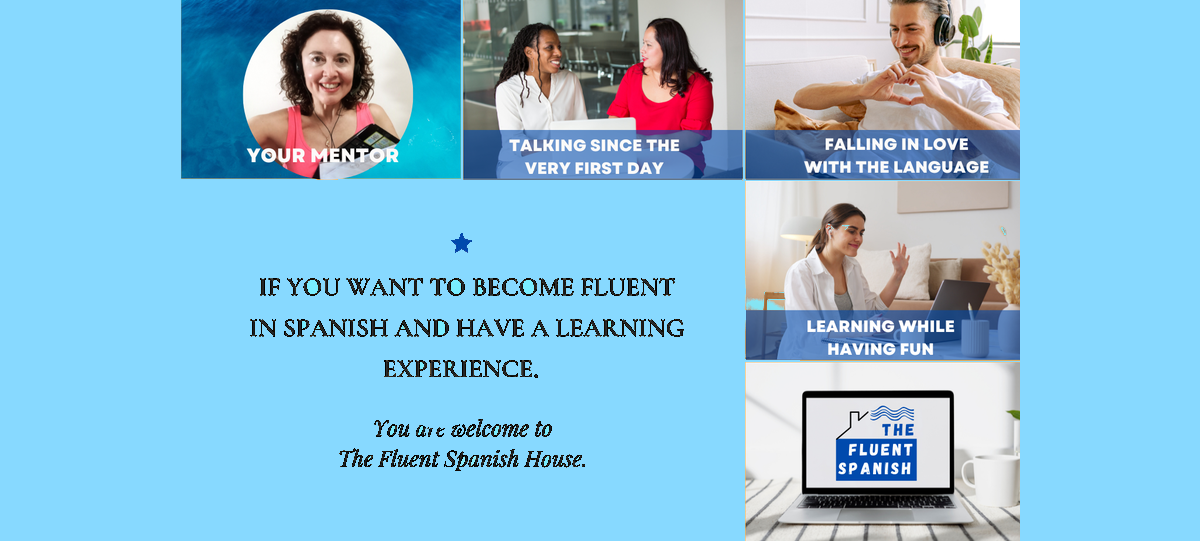 YOUR MENTOR
TALKING SINCE THE
VERY FIRST DAY
FALLING IN LOVE
WITH THE LANGUAGE
IF YOU WANT TO BECOME FLUENT
IN SPANISH AND HAVE A LEARNING
EXPERIENCE.
You are welcome to
The Fluent Spanish House.
LEARNING WHILE
HAVING FUN
THE
FLUENT
SPANISH